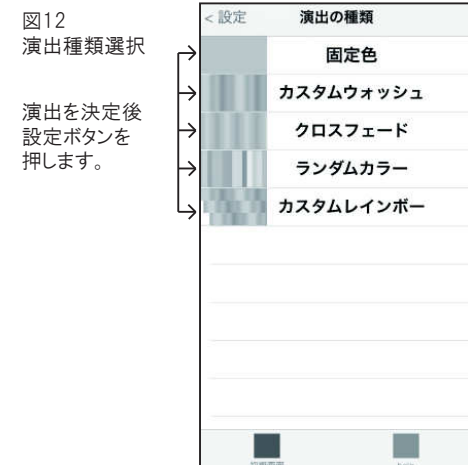 図12
演出種類選択
演出を決定後
設定ボタンを
押します。
< 設定 演出の種類
固定色
カスタムウォッシュ
クロスフェード
ランダムカラー
カスタムレインボー